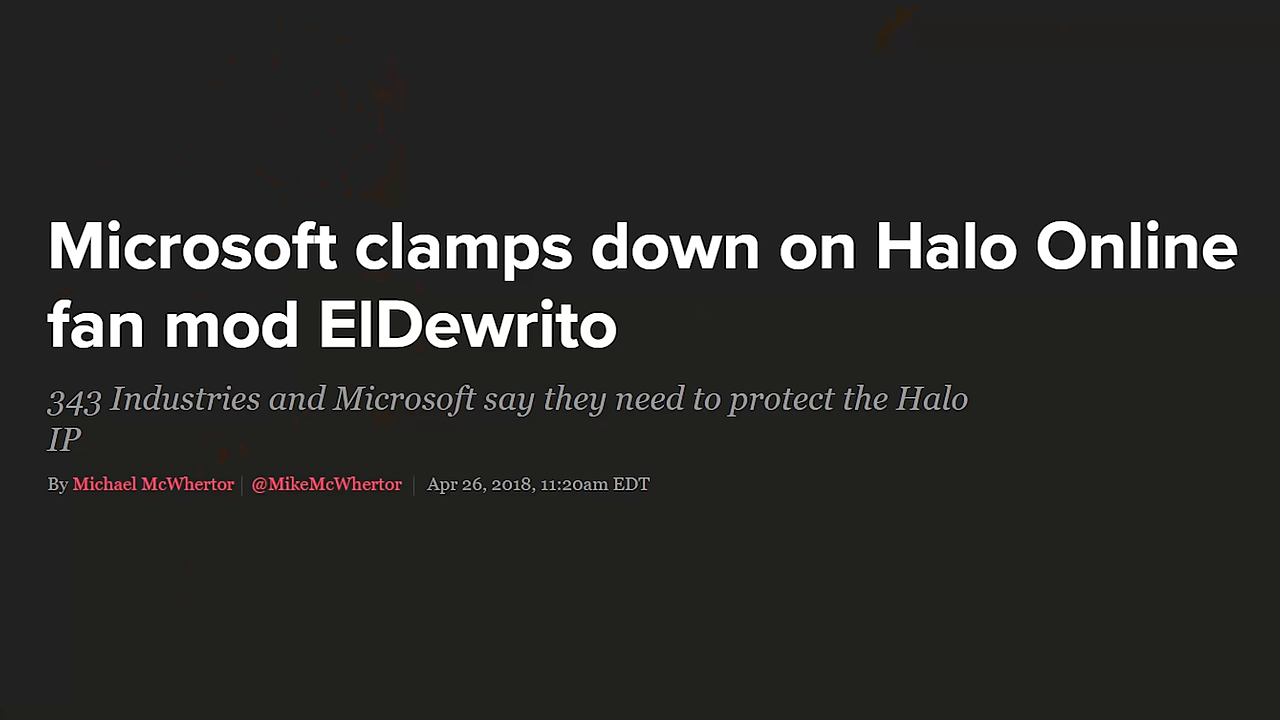 Microsoft clamps down on Halo Online
fan mod ElDewrito
343 Industries and Microsoft say they need to protect the Halo
IP
By Michael McWhertor | @MikeMcWhertor | Apr 26, 2018, 11:20am EDT